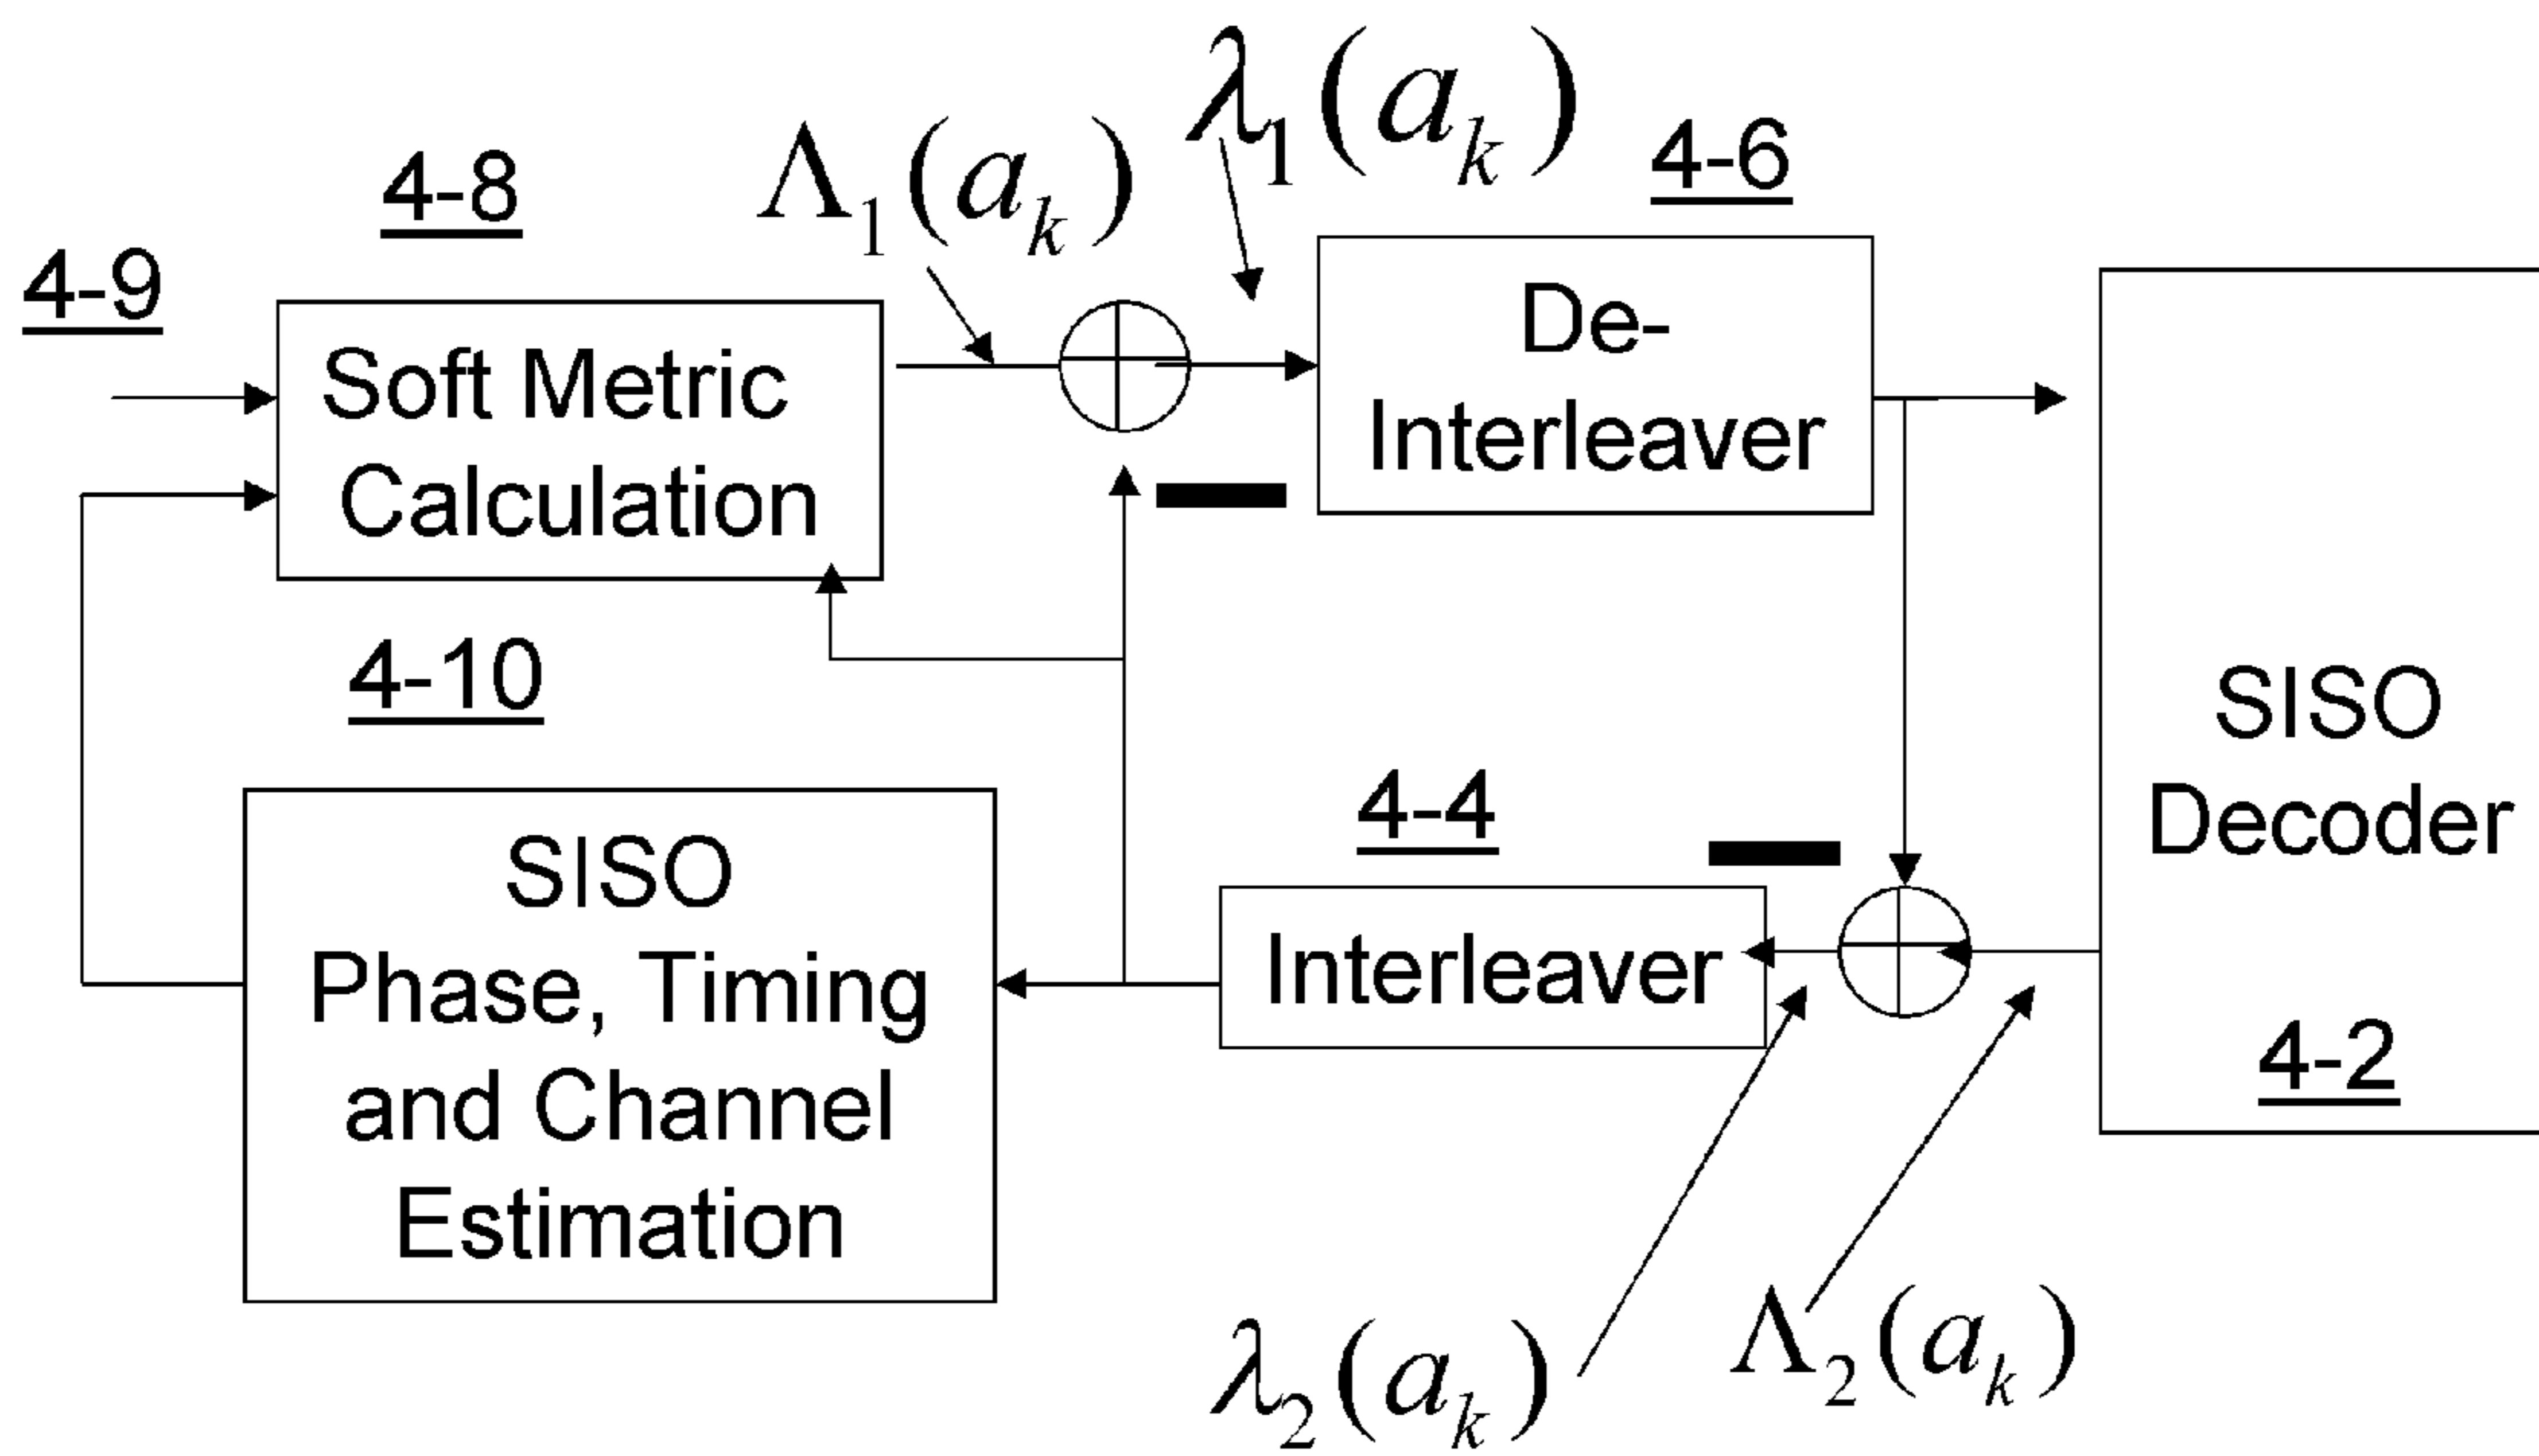 λ₁(aₖ)
Λ₁(aₖ)
4-6
4-8
4-9
De-
Interleaver
Soft Metric
Calculation
4-10
SISO
Decoder
4-2
4-4
Interleaver
SISO
Phase, Timing
and Channel
Estimation
λ₂(aₖ)
Λ₂(aₖ)